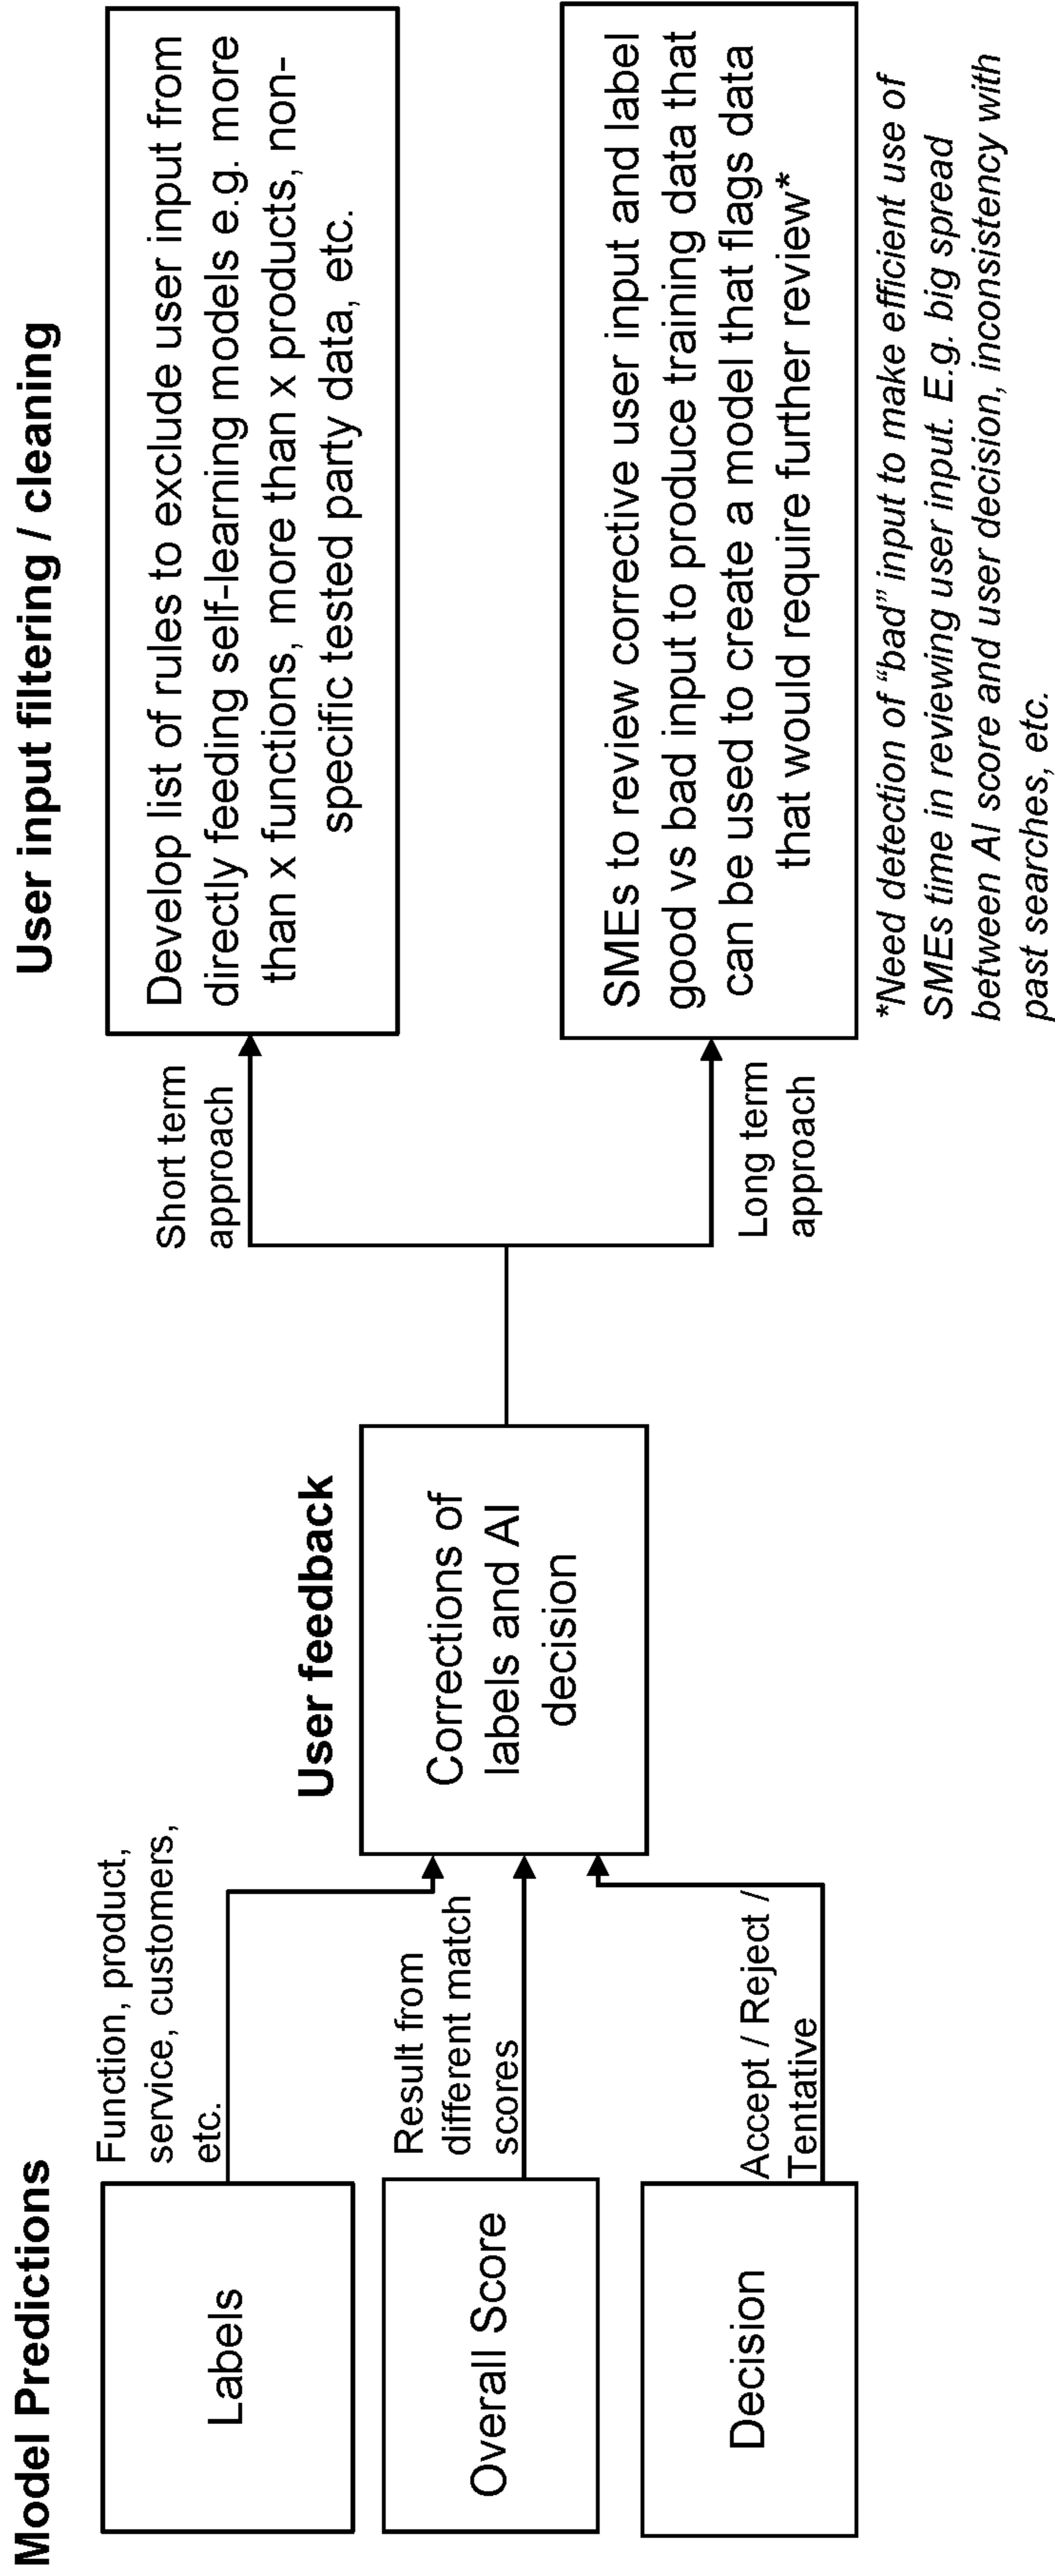 Model Predictions
Labels
Function, product,
service, customers,
etc.
Overall Score
Result from
different match
scores
Decision
Accept / Reject /
Tentative
User feedback
Corrections of
labels and AI
decision
User input filtering / cleaning
Short term
approach
Develop list of rules to exclude user input from
directly feeding self-learning models e.g. more
than x functions, more than x products, non-
specific tested party data, etc.
Long term
approach
SMEs to review corrective user input and label
good vs bad input to produce training data that
can be used to create a model that flags data
that would require further review*
*Need detection of “bad” input to make efficient use of
SMEs time in reviewing user input. E.g. big spread
between AI score and user decision, inconsistency with
past searches, etc.